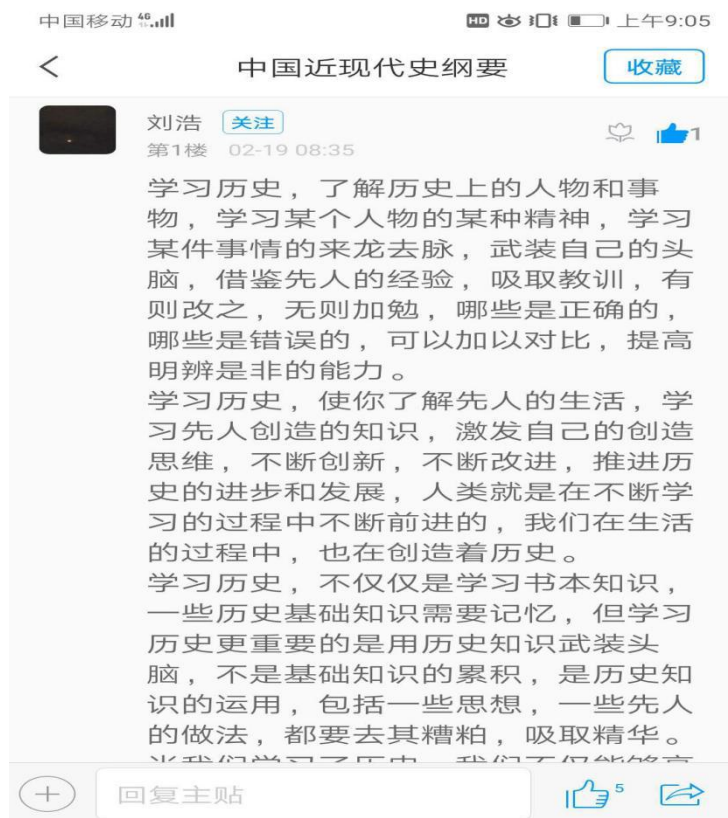 中国移动 4G HD 上午9:05
中国近现代史纲要 收藏
刘浩 关注
1
第1楼 02-19 08:35
学习历史，了解历史上的人物和事
物，学习某个人物的某种精神，学习
某件事情的来龙去脉，武装自己的头
脑，借鉴先人的经验，吸取教训，有
则改之，无则加勉，哪些是正确的，
哪些是错误的，可以加以对比，提高
明辨是非的能力。
学习历史，使你了解先人的生活，学
习先人创造的知识，激发自己的创造
思维，不断创新，不断改进，推进历
史的进步和发展，人类就是在不断学
习的过程中不断前进的，我们在生活
的过程中，也在创造着历史。
学习历史，不仅仅是学习书本知识，
一些历史基础知识需要记忆，但学习
历史更重要的是用历史知识武装头
脑，不是基础知识的累积，是历史知
识的运用，包括一些思想，一些先人
的做法，都要去其糟粕，吸取精华。
回复主贴 5